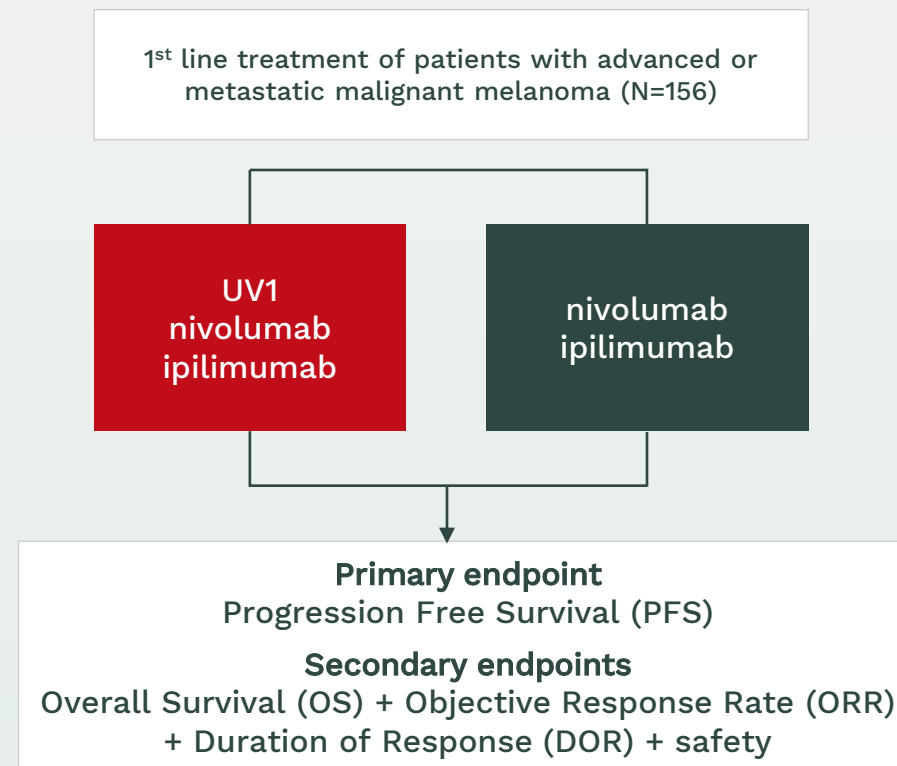 1st line treatment of patients with advanced or
metastatic malignant melanoma (N=156)
UV1
nivolumab
ipilimumab
nivolumab
ipilimumab
Primary endpoint
Progression Free Survival (PFS)
Secondary endpoints
Overall Survival (OS) + Objective Response Rate (ORR)
+ Duration of Response (DOR) + safety